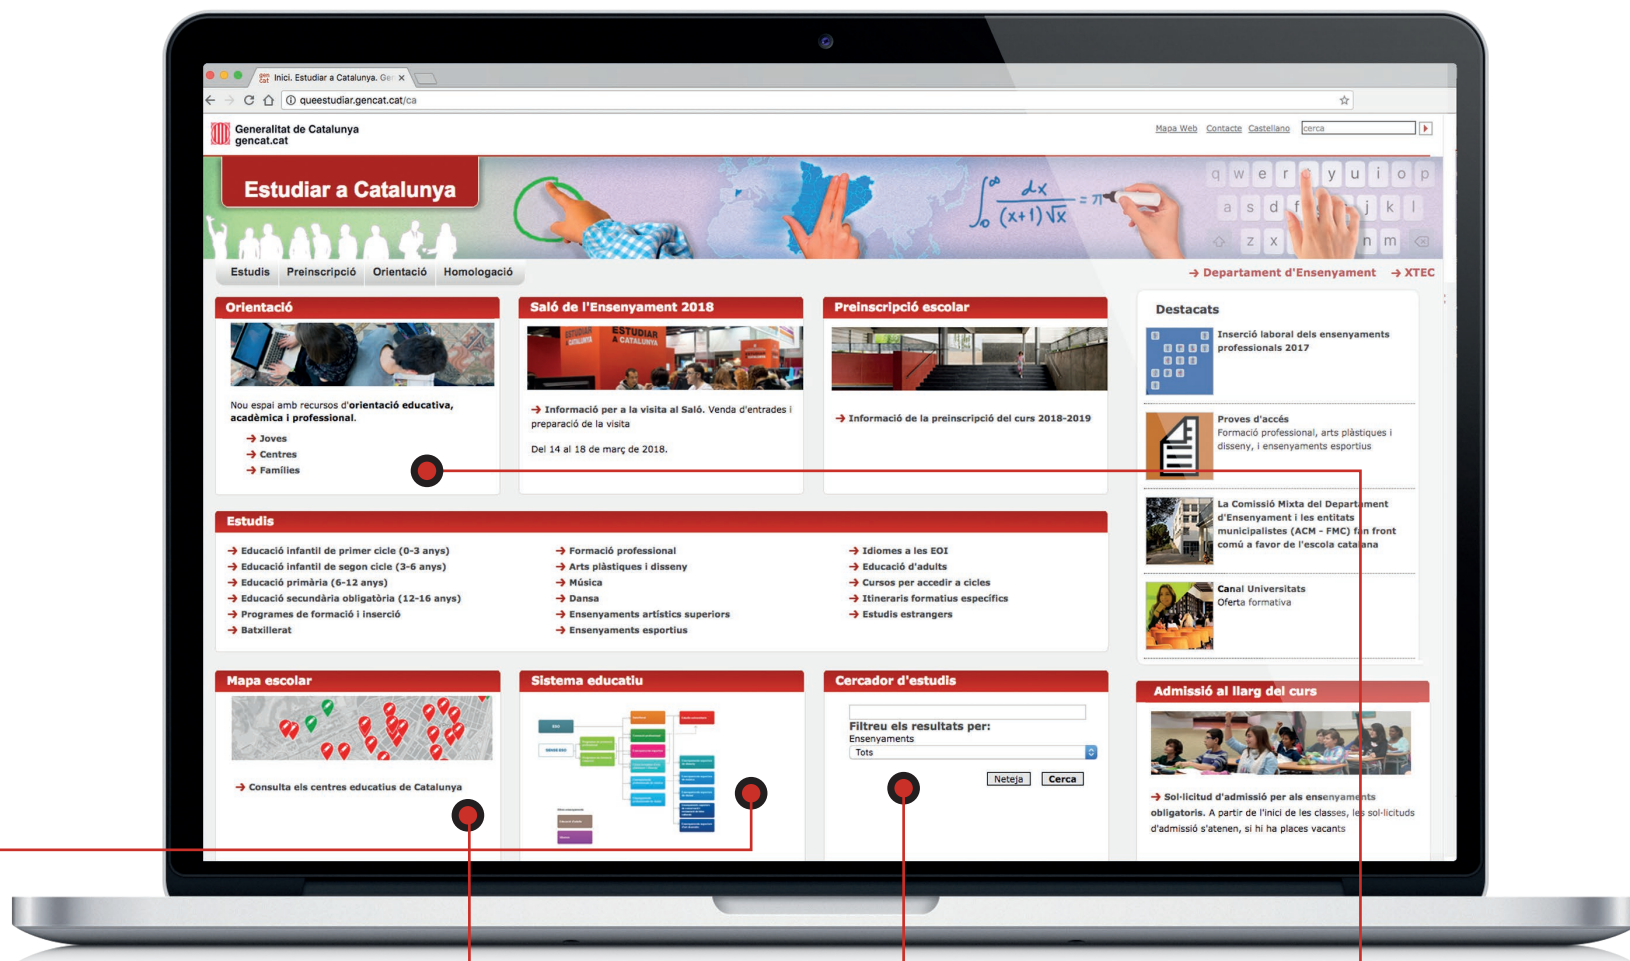 gen cat Inici. Estudiar a Catalunya. Gen
queestudiar.gencat.cat/ca
Generalitat de Catalunya
gencat.cat
Mapa Web Contacte Castellano cerca
Estudiar a Catalunya
∫₀^∞ dx / (x+1)√x = π
q w e r y u i o p
a s d f j k l
z x n m
Estudis Preinscripció Orientació Homologació
→ Departament d'Ensenyament → XTEC
Orientació
Nou espai amb recursos d'orientació educativa,
acadèmica i professional.
→ Joves
→ Centres
→ Famílies
Saló de l'Ensenyament 2018
ESTUDIAR
A CATALUNYA
ESTUDIAR
A CATALUNYA
→ Informació per a la visita al Saló. Venda d'entrades i
preparació de la visita
Del 14 al 18 de març de 2018.
Preinscripció escolar
→ Informació de la preinscripció del curs 2018-2019
Destacats
Inserció laboral dels ensenyaments
professionals 2017
Proves d'accés
Formació professional, arts plàstiques i
disseny, i ensenyaments esportius
La Comissió Mixta del Departament
d'Ensenyament i les entitats
municipalistes (ACM - FMC) fan front
comú a favor de l'escola catalana
Canal Universitats
Oferta formativa
Estudis
→ Educació infantil de primer cicle (0-3 anys)
→ Educació infantil de segon cicle (3-6 anys)
→ Educació primària (6-12 anys)
→ Educació secundària obligatòria (12-16 anys)
→ Programes de formació i inserció
→ Batxillerat
→ Formació professional
→ Arts plàstiques i disseny
→ Música
→ Dansa
→ Ensenyaments artístics superiors
→ Ensenyaments esportius
→ Idiomes a les EOI
→ Educació d'adults
→ Cursos per accedir a cicles
→ Itineraris formatius específics
→ Estudis estrangers
Mapa escolar
→ Consulta els centres educatius de Catalunya
Sistema educatiu
Cercador d'estudis
Filtreu els resultats per:
Ensenyaments
Tots
Neteja Cerca
Admissió al llarg del curs
→ Sol·licitud d'admissió per als ensenyaments
obligatoris. A partir de l'inici de les classes, les sol·licituds
d'admissió s'atenen, si hi ha places vacants